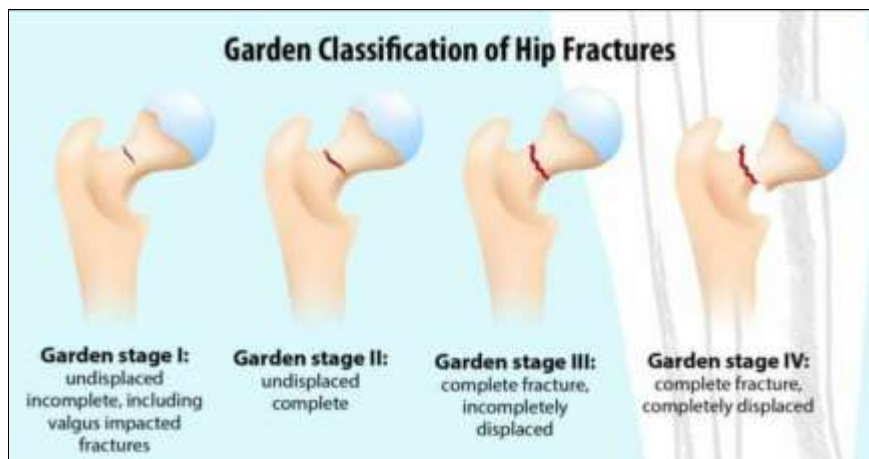 Garden Classification of Hip Fractures
Garden stage I:
undisplaced
incomplete, including
valgus impacted
fractures
Garden stage II:
undisplaced
complete
Garden stage III:
complete fracture,
incompletely
displaced
Garden stage IV:
complete fracture,
completely displaced